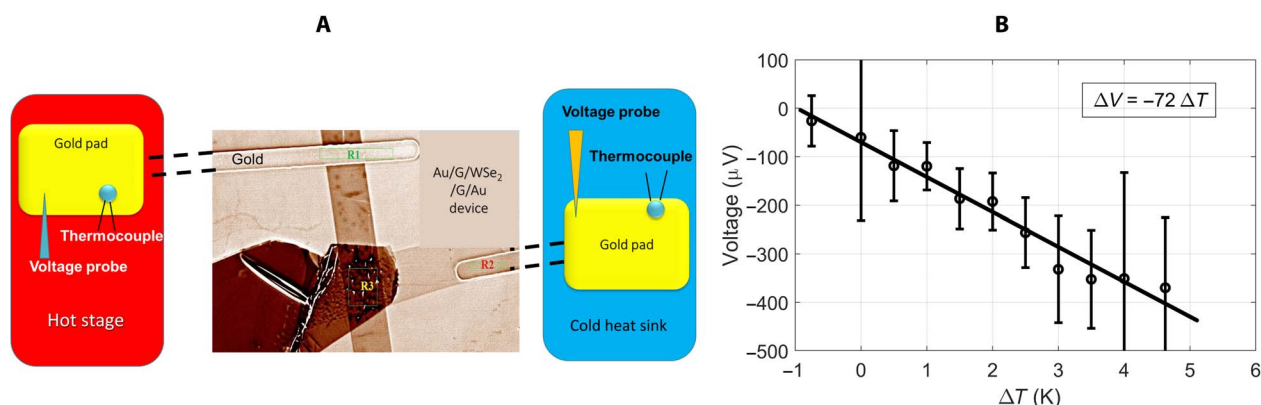 A
Gold pad
Thermocouple
Voltage probe
Hot stage
Gold
R1
R2
R3
Au/G/WSe₂
/G/Au
device
Voltage probe
Thermocouple
Gold pad
Cold heat sink
B
ΔV = −72 ΔT
Voltage (μ V)
100
0
−100
−200
−300
−400
−500
−1
0
1
2
3
4
5
6
ΔT (K)